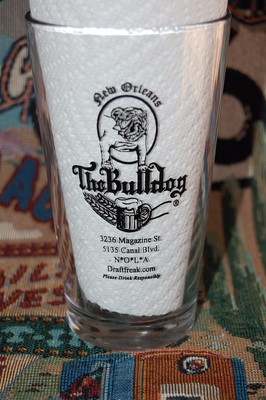 New Orleans
The Bulldog ®
3236 Magazine St.
5135 Canal Blvd.
N*O*L*A
Draftfreak.com
Please Drink Responsibly